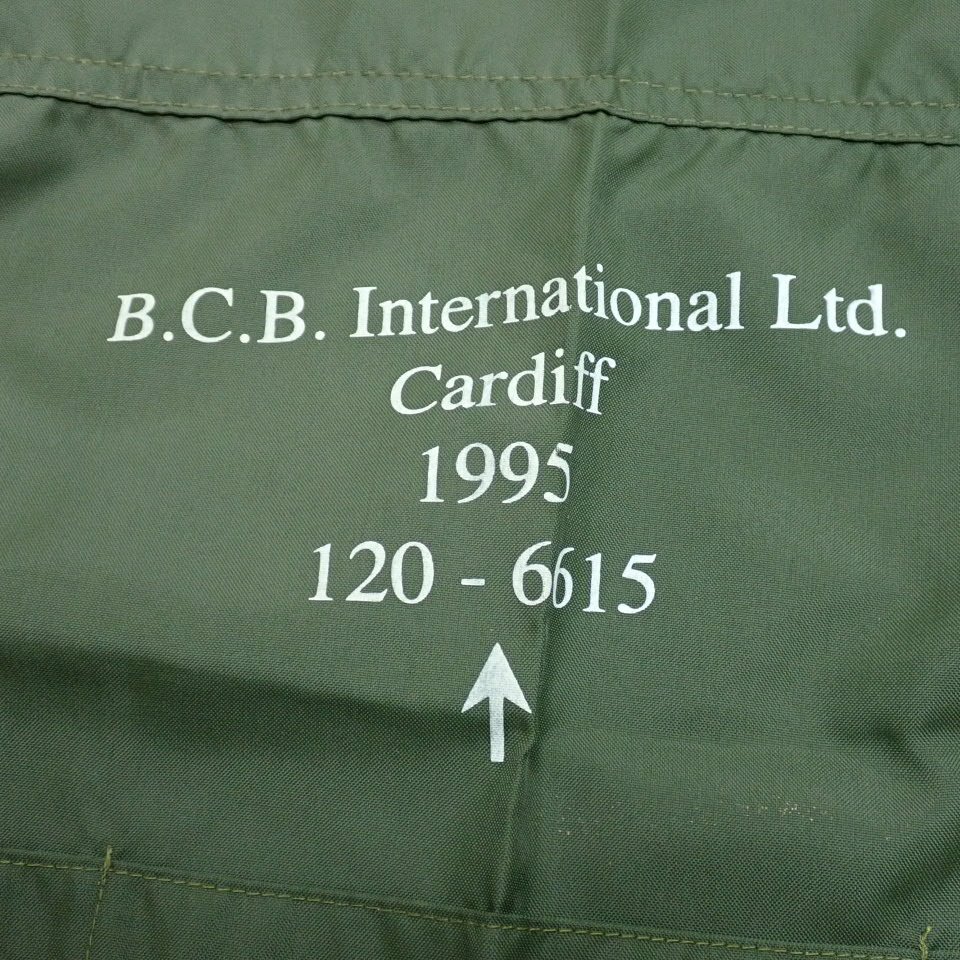 B.C.B. International Ltd.
Cardiff
1995
120 - 6615